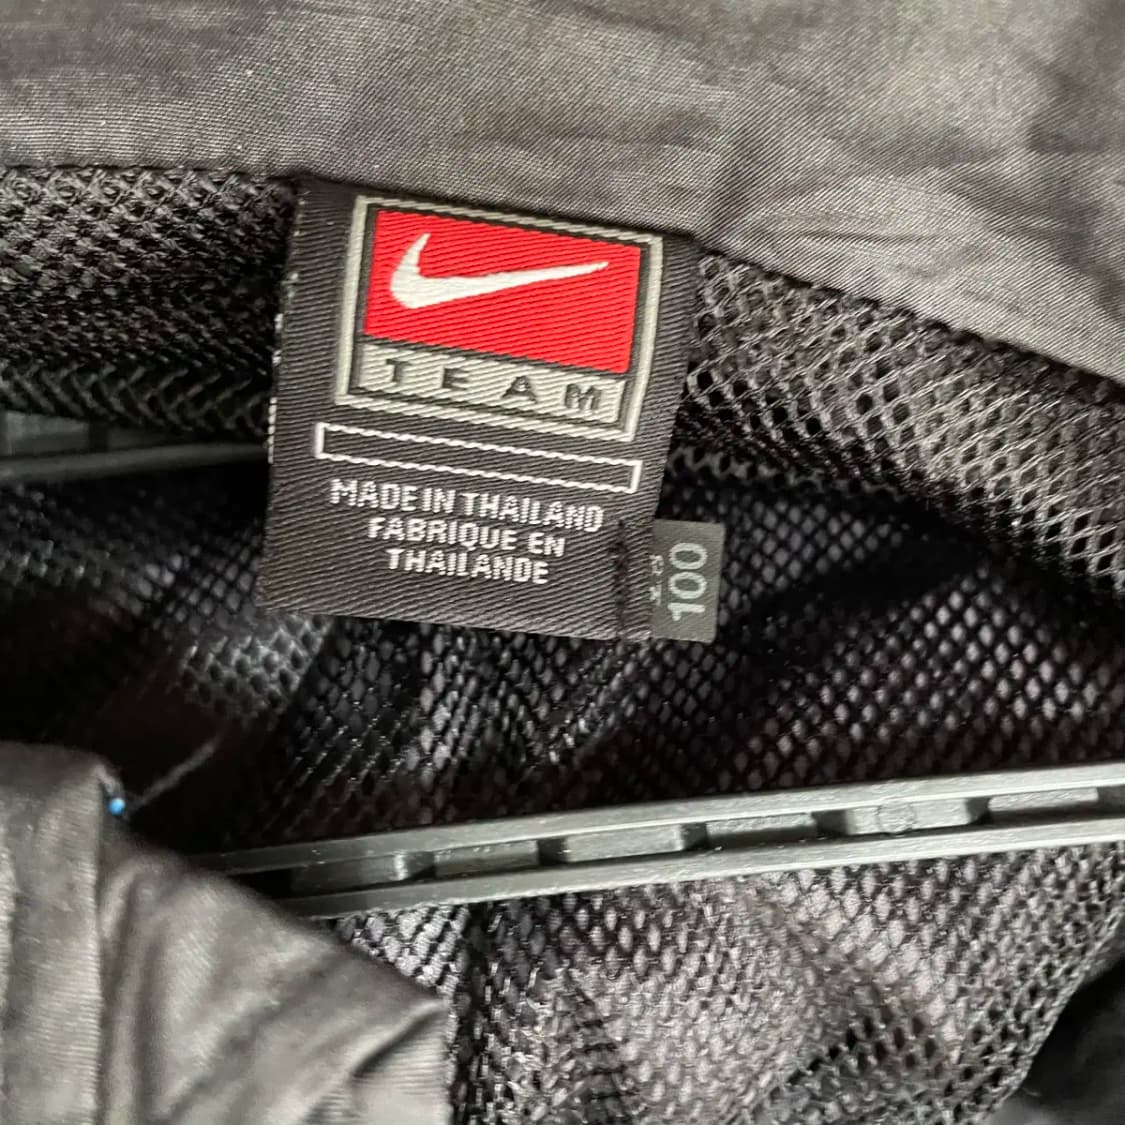 TEAM
MADE IN THAILAND
FABRIQUE EN
THAILANDE
100